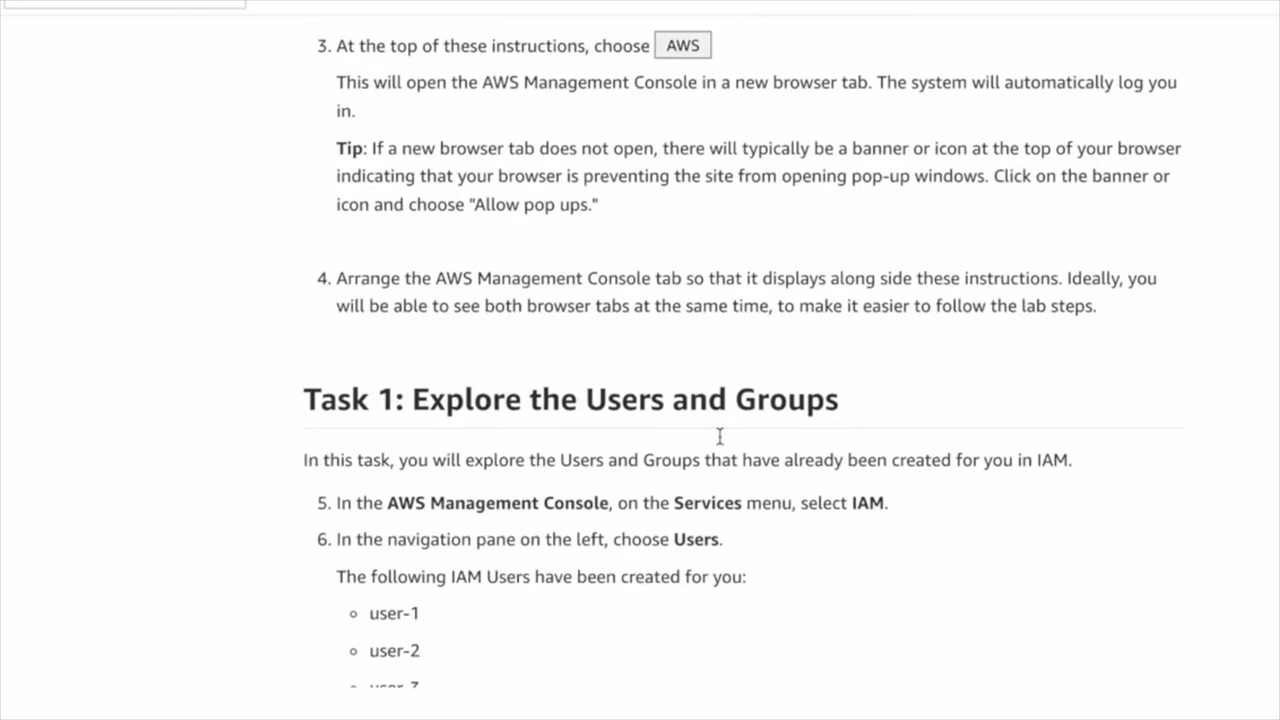 3. At the top of these instructions, choose AWS
This will open the AWS Management Console in a new browser tab. The system will automatically log you
in.
Tip: If a new browser tab does not open, there will typically be a banner or icon at the top of your browser
indicating that your browser is preventing the site from opening pop-up windows. Click on the banner or
icon and choose "Allow pop ups."
4. Arrange the AWS Management Console tab so that it displays along side these instructions. Ideally, you
will be able to see both browser tabs at the same time, to make it easier to follow the lab steps.
Task 1: Explore the Users and Groups
In this task, you will explore the Users and Groups that have already been created for you in IAM.
5. In the AWS Management Console, on the Services menu, select IAM.
6. In the navigation pane on the left, choose Users.
The following IAM Users have been created for you:
user-1
user-2